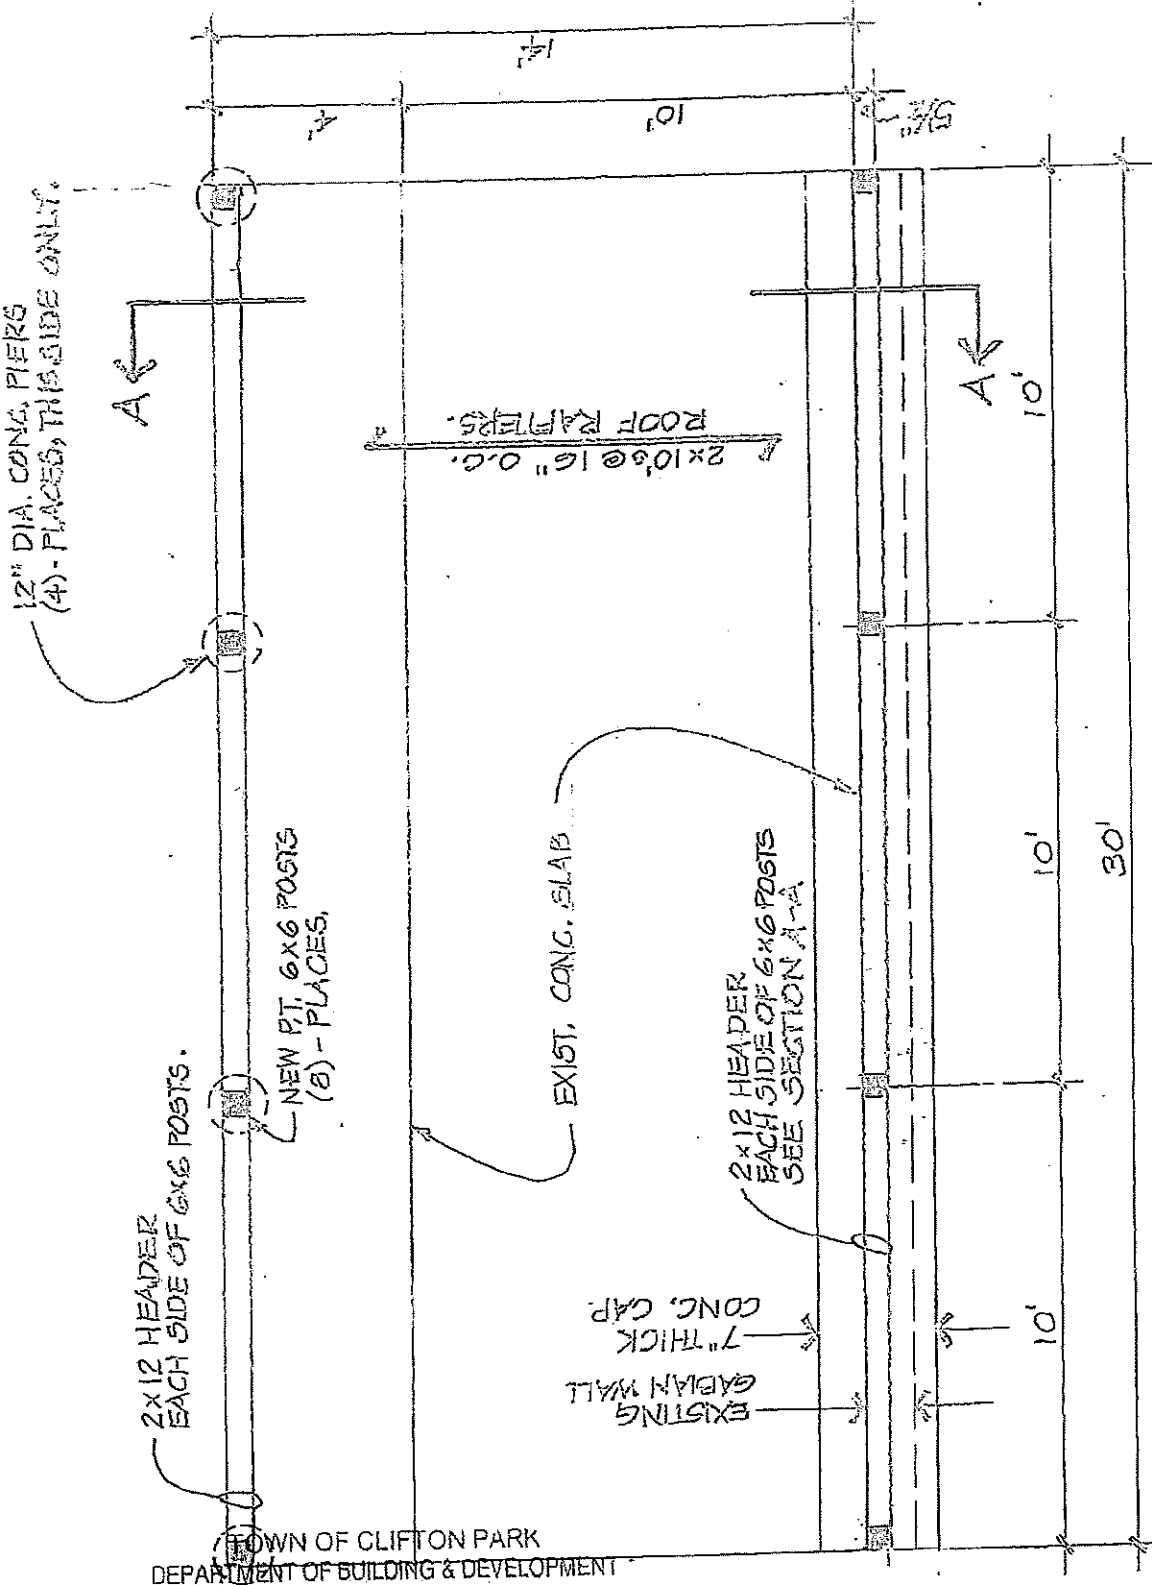 12" DIA. CONC. PIERS
(4)-PLACES, THIS SIDE ONLY.
14'
4'
10'
5 1/2"
A
2x10's @ 16" O.C.
ROOF RAFTERS.
A
10'
NEW P.T. 6x6 POSTS
(8)-PLACES.
EXIST. CONC. SLAB
10'
30'
2x12 HEADER
EACH SIDE OF 6x6 POSTS.
2x12 HEADER
EACH SIDE OF 6x6 POSTS
SEE SECTION A-A
7" THICK
CONC. CAP.
EXISTING
GABIAN WALL
10'
TOWN OF CLIFTON PARK
DEPARTMENT OF BUILDING & DEVELOPMENT